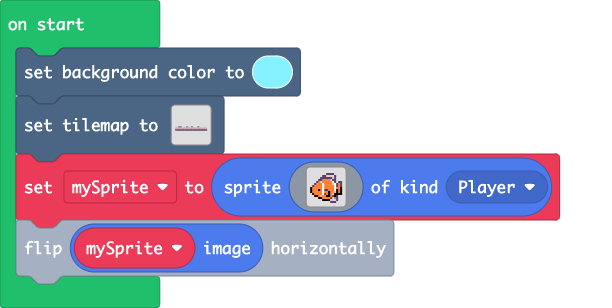 on start
set background color to
set tilemap to
set mySprite to sprite of kind Player
flip mySprite image horizontally